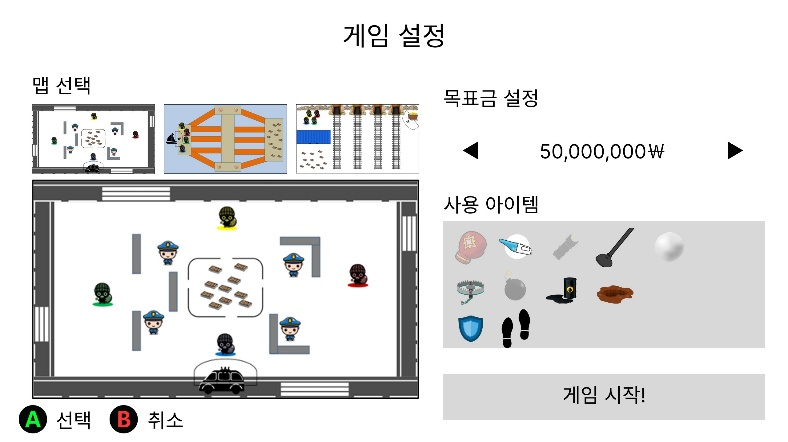 게임 설정
맵 선택
목표금 설정
◀ 50,000,000₩ ▶
사용 아이템
게임 시작!
A 선택 B 취소